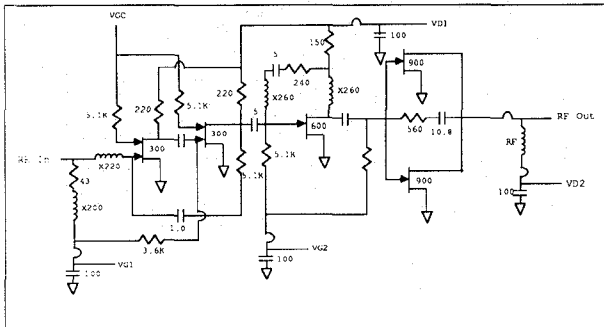 VGC
VD1
150
100
900
5
220
240
X260
X260
5.1K
220
5.1K
300
300
5
600
560
10.8
RF Out
RF In
X220
43
5.1K
5.1K
RF
900
X200
1.0
VD2
100
3.6K
VG2
VG1
100
100